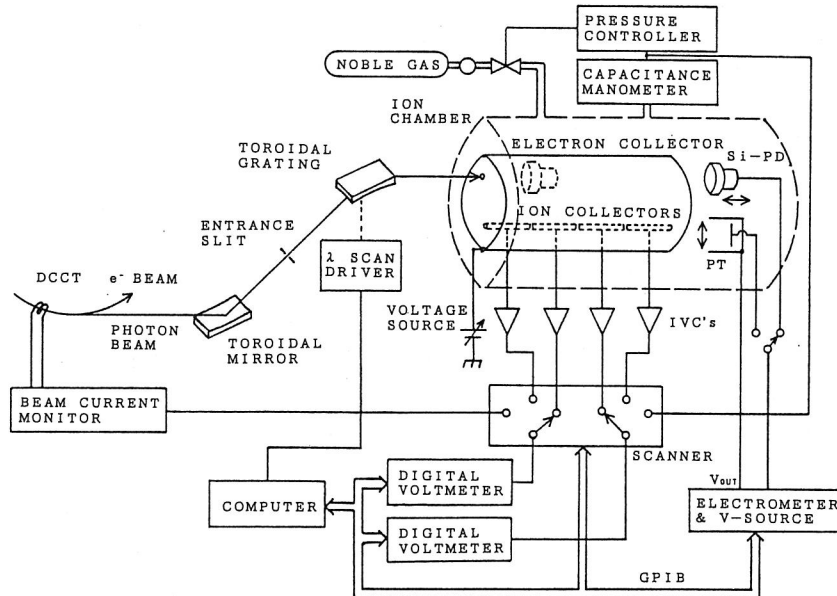 PRESSURE
CONTROLLER
NOBLE GAS
CAPACITANCE
MANOMETER
ION
CHAMBER
ELECTRON COLLECTOR
Si-PD
TOROIDAL
GRATING
ION COLLECTORS
ENTRANCE
SLIT
λ SCAN
DRIVER
PT
DCCT
e⁻ BEAM
VOLTAGE
SOURCE
IVC's
PHOTON
BEAM
TOROIDAL
MIRROR
BEAM CURRENT
MONITOR
SCANNER
VOUT
COMPUTER
DIGITAL
VOLTMETER
DIGITAL
VOLTMETER
ELECTROMETER
& V-SOURCE
GPIB